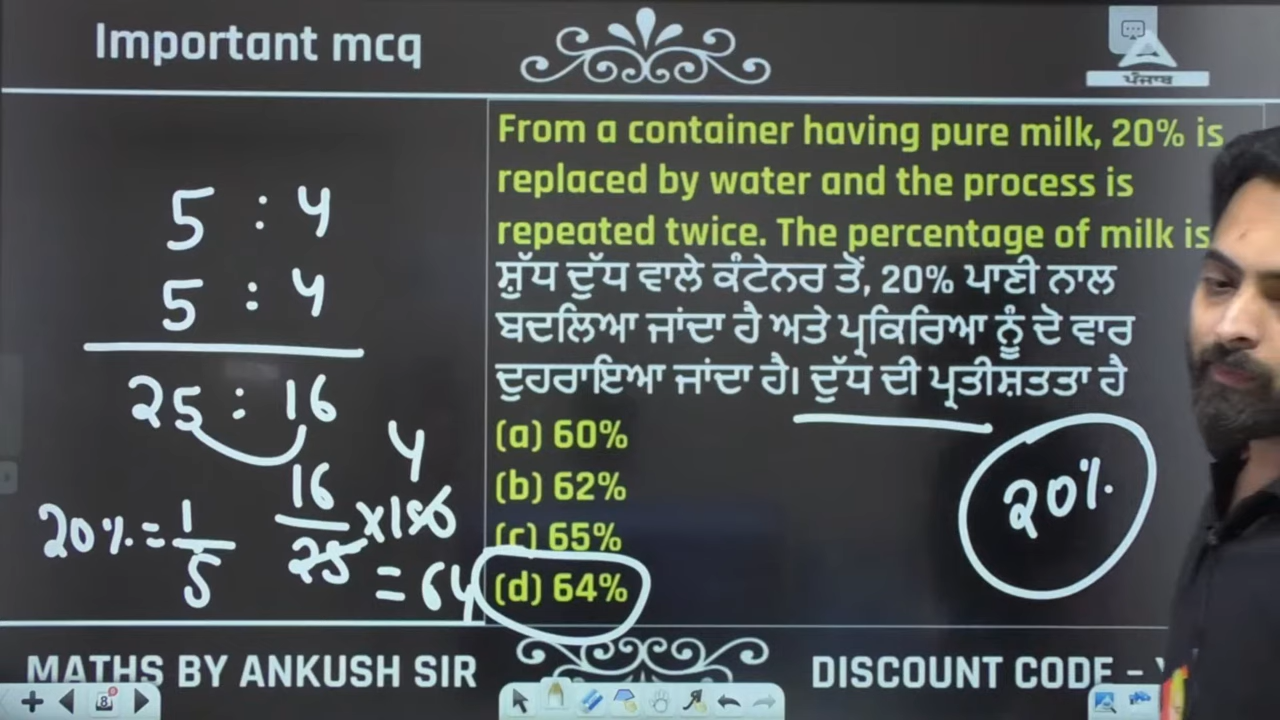 Important mcq
ਪੰਜਾਬ
5 : 4
5 : 4
25 : 16
20% = 1/5
16/25 × 100 4
= 64
From a container having pure milk, 20% is
replaced by water and the process is
repeated twice. The percentage of milk is
ਸ਼ੁੱਧ ਦੁੱਧ ਵਾਲੇ ਕੰਟੇਨਰ ਤੋਂ, 20% ਪਾਣੀ ਨਾਲ
ਬਦਲਿਆ ਜਾਂਦਾ ਹੈ ਅਤੇ ਪ੍ਰਕਿਰਿਆ ਨੂੰ ਦੋ ਵਾਰ
ਦੁਹਰਾਇਆ ਜਾਂਦਾ ਹੈ। ਦੁੱਧ ਦੀ ਪ੍ਰਤੀਸ਼ਤਤਾ ਹੈ
(a) 60%
(b) 62%
(c) 65%
(d) 64%
20%
MATHS BY ANKUSH SIR
DISCOUNT CODE -
8